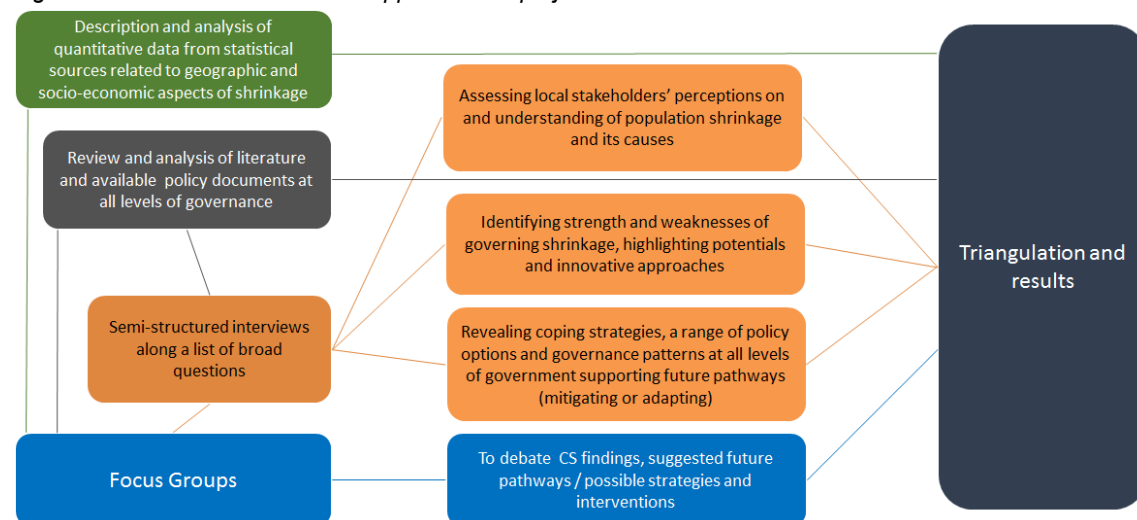 Description and analysis of
quantitative data from statistical
sources related to geographic and
socio-economic aspects of shrinkage
Review and analysis of literature
and available policy documents at
all levels of governance
Semi-structured interviews
along a list of broad
questions
Focus Groups
Assessing local stakeholders’ perceptions on
and understanding of population shrinkage
and its causes
Identifying strength and weaknesses of
governing shrinkage, highlighting potentials
and innovative approaches
Revealing coping strategies, a range of policy
options and governance patterns at all levels
of government supporting future pathways
(mitigating or adapting)
To debate CS findings, suggested future
pathways / possible strategies and
interventions
Triangulation and
results